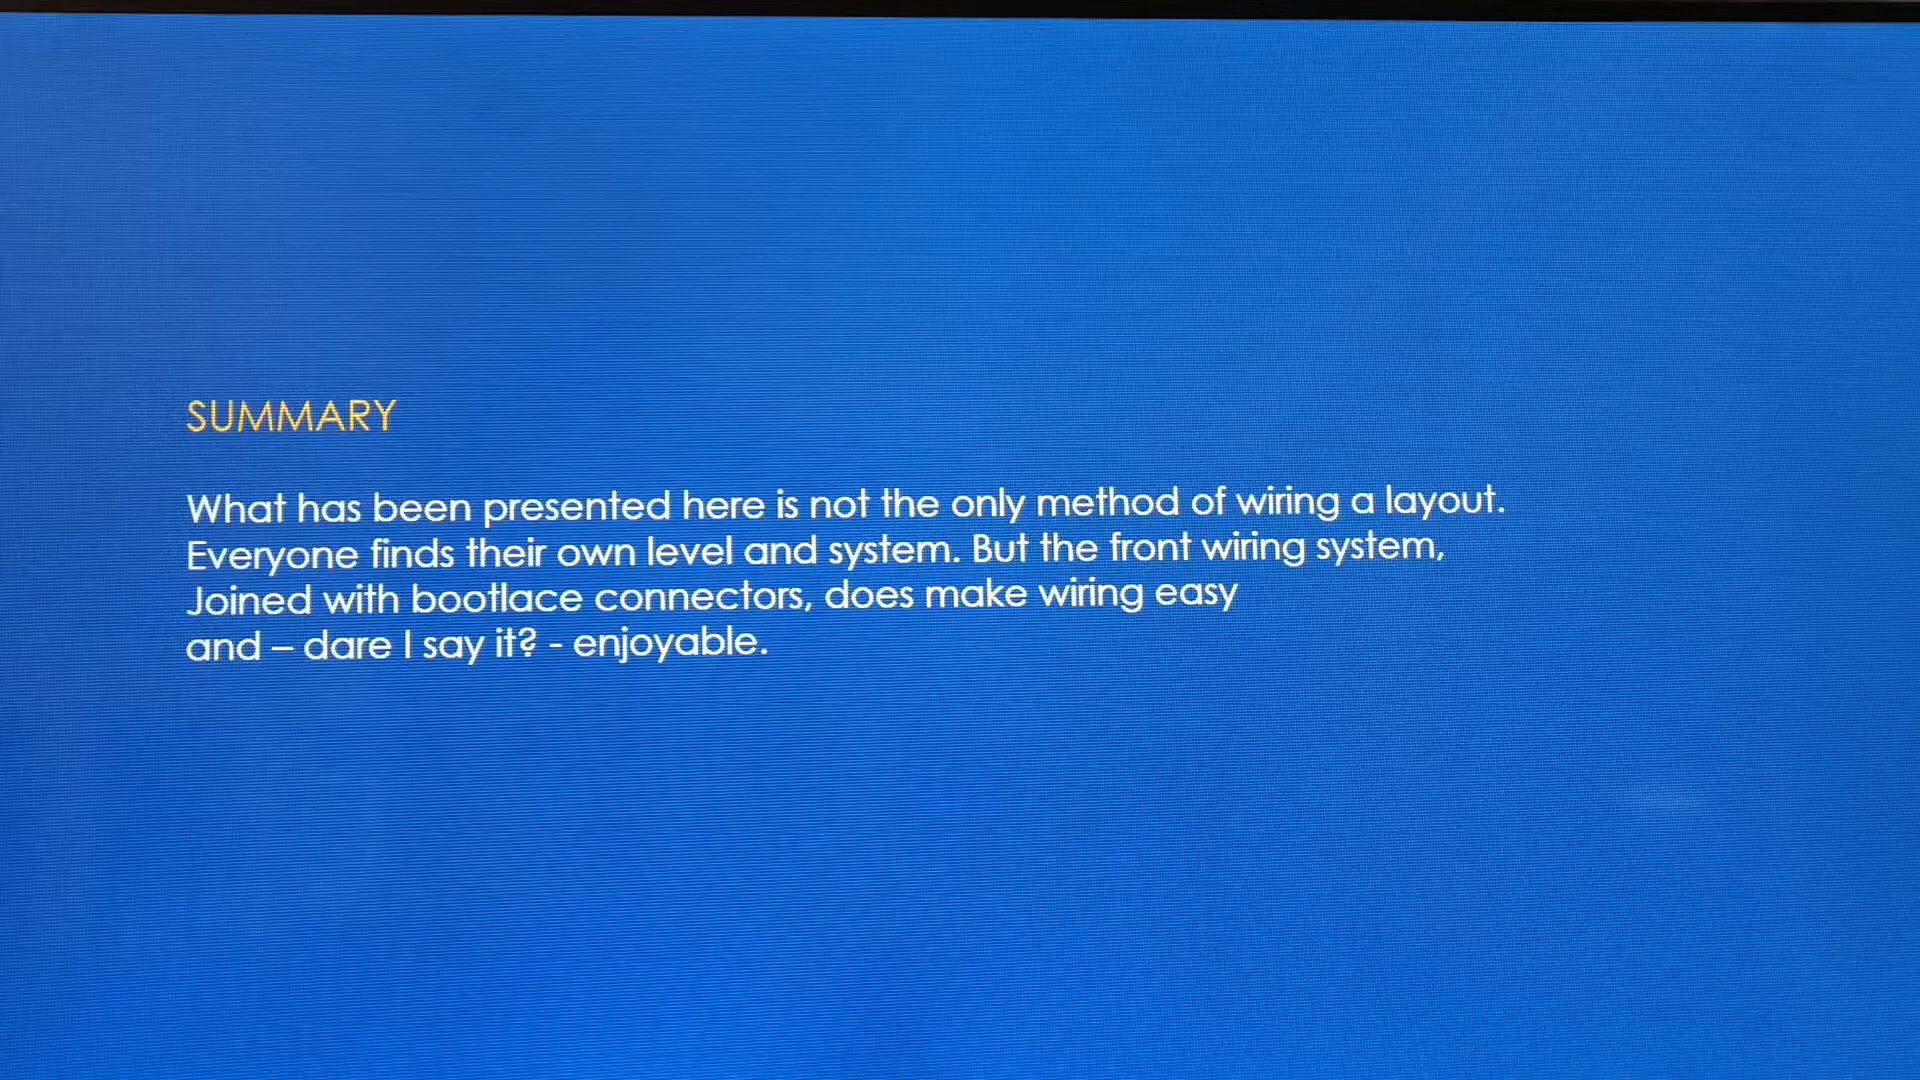 SUMMARY
What has been presented here is not the only method of wiring a layout.
Everyone finds their own level and system. But the front wiring system,
Joined with bootlace connectors, does make wiring easy
and – dare I say it? - enjoyable.